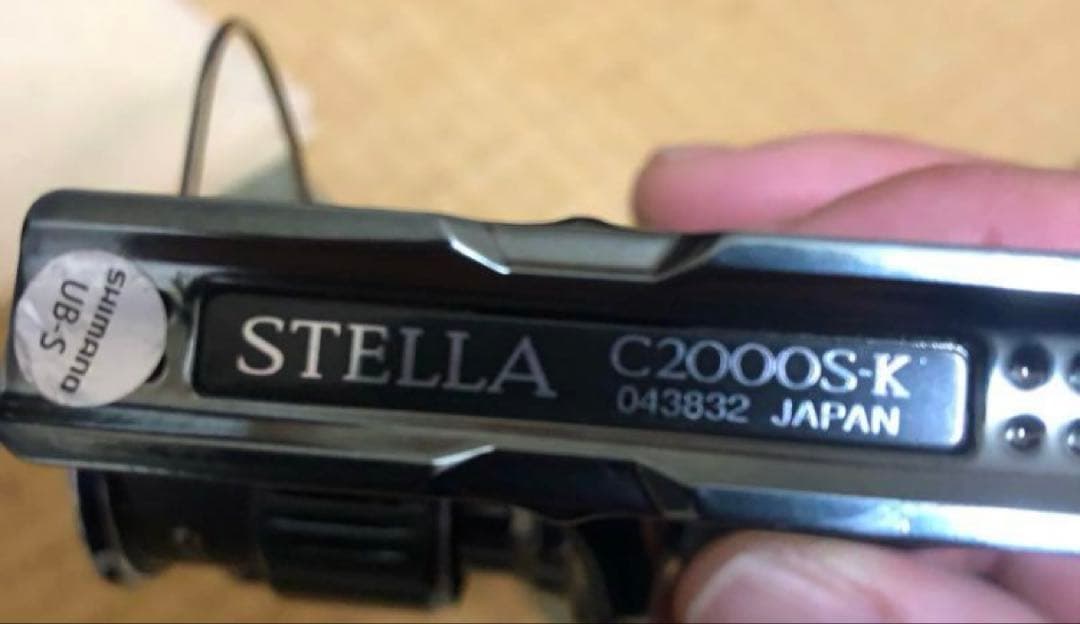 SHIMANO
UB-S
STELLA C2000S-K
043832 JAPAN